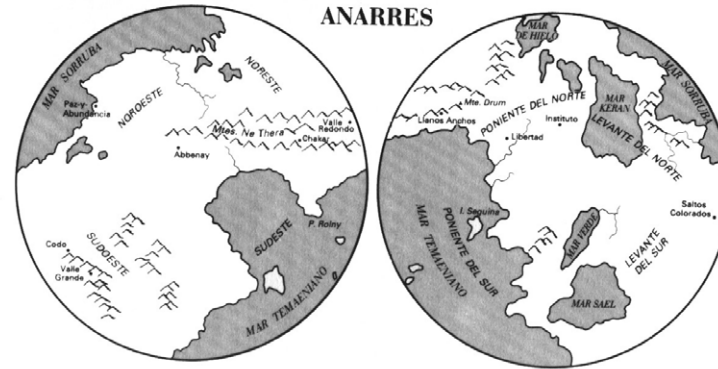 ANARRES
MAR SORRUBA
Paz-y-
Abundancia
NOROESTE
NORESTE
Mtes. Ne Thera
Valle
Redondo
Chakar
Abbenay
SUDESTE
P. Rolny
SUDOESTE
Codo
Valle
Grande
MAR TEMAENIANO
MAR
DE HIELO
MAR SORRUBA
Mte. Drum
Llanos Anchos
PONIENTE DEL NORTE
Libertad
Instituto
MAR
KERAN
LEVANTE DEL NORTE
Saltos
Colorados
I. Seguina
MAR TEMAENIANO
PONIENTE DEL SUR
MAR VERDE
LEVANTE
DEL SUR
MAR SAEL